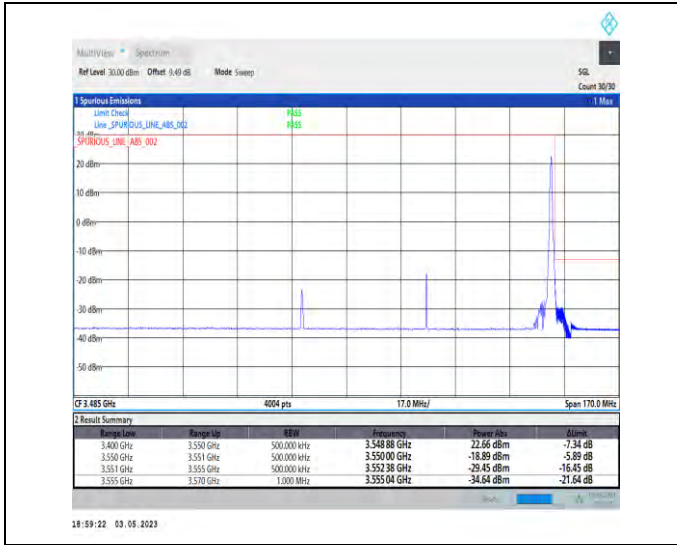 MultiView Spectrum
Ref Level 30.00 dBm Offset 9.49 dB Mode Sweep SGL
Count 30/30
1 Spurious Emissions 1 Max
Limit Check PASS
Line _SPURIOUS_LINE_ABS_002 PASS
_SPURIOUS_LINE_ABS_002
20 dBm
10 dBm
0 dBm
-10 dBm
-20 dBm
-30 dBm
-40 dBm
-50 dBm
CF 3.485 GHz 4004 pts 17.0 MHz/ Span 170.0 MHz
2 Result Summary
Range Low Range Up RBW Frequency Power Abs ΔLimit
3.400 GHz 3.550 GHz 500.000 kHz 3.548 88 GHz 22.66 dBm -7.34 dB
3.550 GHz 3.551 GHz 500.000 kHz 3.550 00 GHz -18.89 dBm -5.89 dB
3.551 GHz 3.555 GHz 500.000 kHz 3.552 38 GHz -29.45 dBm -16.45 dB
3.555 GHz 3.570 GHz 1.000 MHz 3.555 04 GHz -34.64 dBm -21.64 dB
18:59:22 03.05.2023